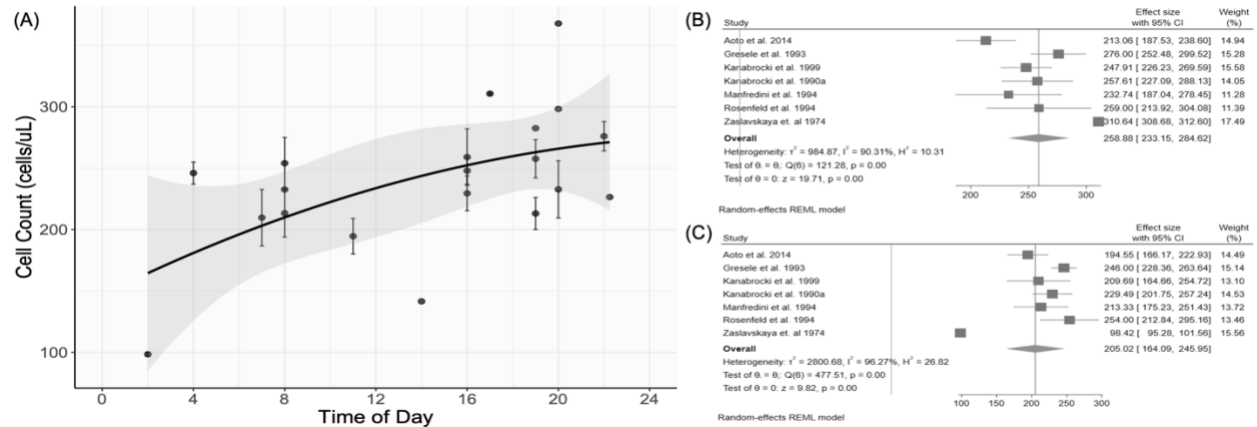 (A)
Cell Count (cells/uL)
300
200
100
0 4 8 12 16 20 24
Time of Day
(B)
Effect size Weight
Study with 95% CI (%)
Aoto et al. 2014 213.06 [ 187.53, 238.60] 14.94
Gresele et al. 1993 276.00 [ 252.48, 299.52] 15.28
Kanabrocki et al. 1999 247.91 [ 226.23, 269.59] 15.58
Kanabrocki et al. 1990a 257.61 [ 227.09, 288.13] 14.05
Manfredini et al. 1994 232.74 [ 187.04, 278.45] 11.28
Rosenfeld et al. 1994 259.00 [ 213.92, 304.08] 11.39
Zaslavskaya et. al 1974 310.64 [ 308.68, 312.60] 17.49
Overall 258.88 [ 233.15, 284.62]
Heterogeneity: τ² = 984.87, I² = 90.31%, H² = 10.31
Test of θᵢ = θⱼ: Q(6) = 121.28, p = 0.00
Test of θ = 0: z = 19.71, p = 0.00
200 250 300
Random-effects REML model
(C)
Effect size Weight
Study with 95% CI (%)
Aoto et al. 2014 194.55 [ 166.17, 222.93] 14.49
Gresele et al. 1993 246.00 [ 228.36, 263.64] 15.14
Kanabrocki et al. 1999 209.69 [ 164.66, 254.72] 13.10
Kanabrocki et al. 1990a 229.49 [ 201.75, 257.24] 14.53
Manfredini et al. 1994 213.33 [ 175.23, 251.43] 13.72
Rosenfeld et al. 1994 254.00 [ 212.84, 295.16] 13.46
Zaslavskaya et. al 1974 98.42 [ 95.28, 101.56] 15.56
Overall 205.02 [ 164.09, 245.95]
Heterogeneity: τ² = 2800.68, I² = 96.27%, H² = 26.82
Test of θᵢ = θⱼ: Q(6) = 477.51, p = 0.00
Test of θ = 0: z = 9.82, p = 0.00
100 150 200 250 300
Random-effects REML model